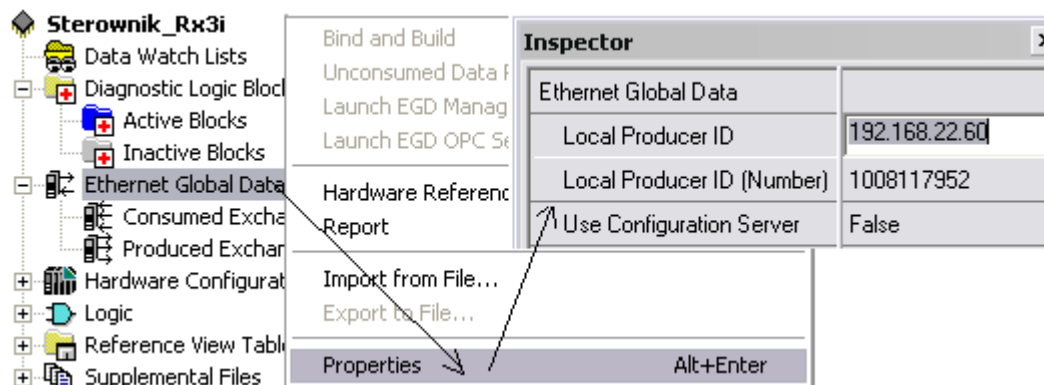 Sterownik_Rx3i
Data Watch Lists
Diagnostic Logic Bloc
Active Blocks
Inactive Blocks
Ethernet Global Data
Consumed Excha
Produced Exchan
Hardware Configurat
Logic
Reference View Tabl
Supplemental Files
Bind and Build
Unconsumed Data
Launch EGD Manag
Launch EGD OPC Se
Hardware Referenc
Report
Import from File...
Export to File...
Properties Alt+Enter
Inspector
Ethernet Global Data
Local Producer ID 192.168.22.60
Local Producer ID (Number) 1008117952
Use Configuration Server False